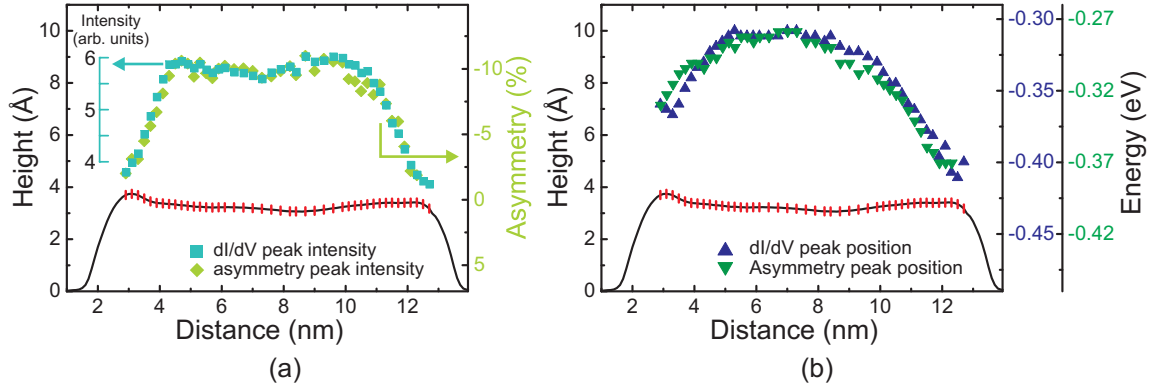 Intensity
(arb. units)
10
8
6
4
2
0
6
5
4
-10
-5
0
5
Height (Å)
Asymmetry (%)
dI/dV peak intensity
asymmetry peak intensity
2 4 6 8 10 12
Distance (nm)
(a)
10
8
6
4
2
0
Height (Å)
-0.30
-0.35
-0.40
-0.45
-0.27
-0.32
-0.37
-0.42
Energy (eV)
dI/dV peak position
Asymmetry peak position
2 4 6 8 10 12
Distance (nm)
(b)